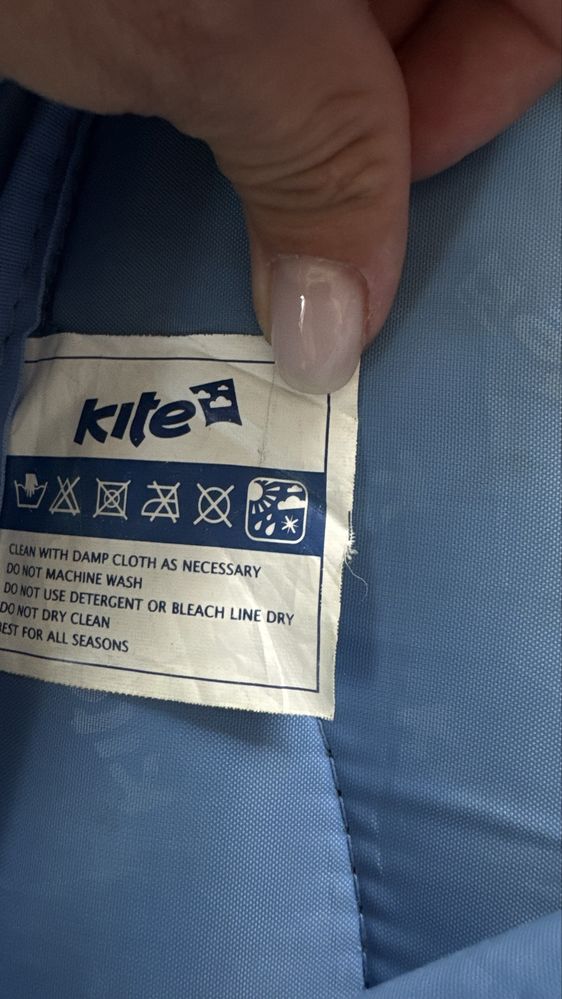 kite
CLEAN WITH DAMP CLOTH AS NECESSARY
DO NOT MACHINE WASH
DO NOT USE DETERGENT OR BLEACH LINE DRY
DO NOT DRY CLEAN
BEST FOR ALL SEASONS